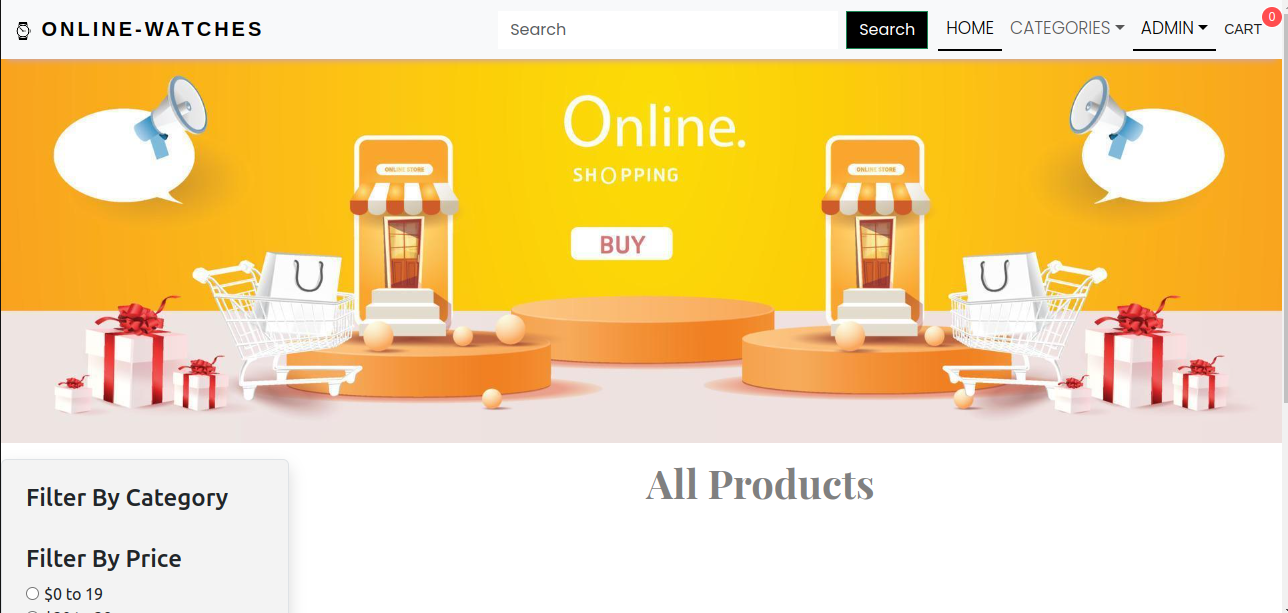 ONLINE-WATCHES
Search
Search
HOME
CATEGORIES
ADMIN
CART
0
Online.
SHOPPING
BUY
ONLINE STORE
ONLINE STORE
Filter By Category
All Products
Filter By Price
$0 to 19